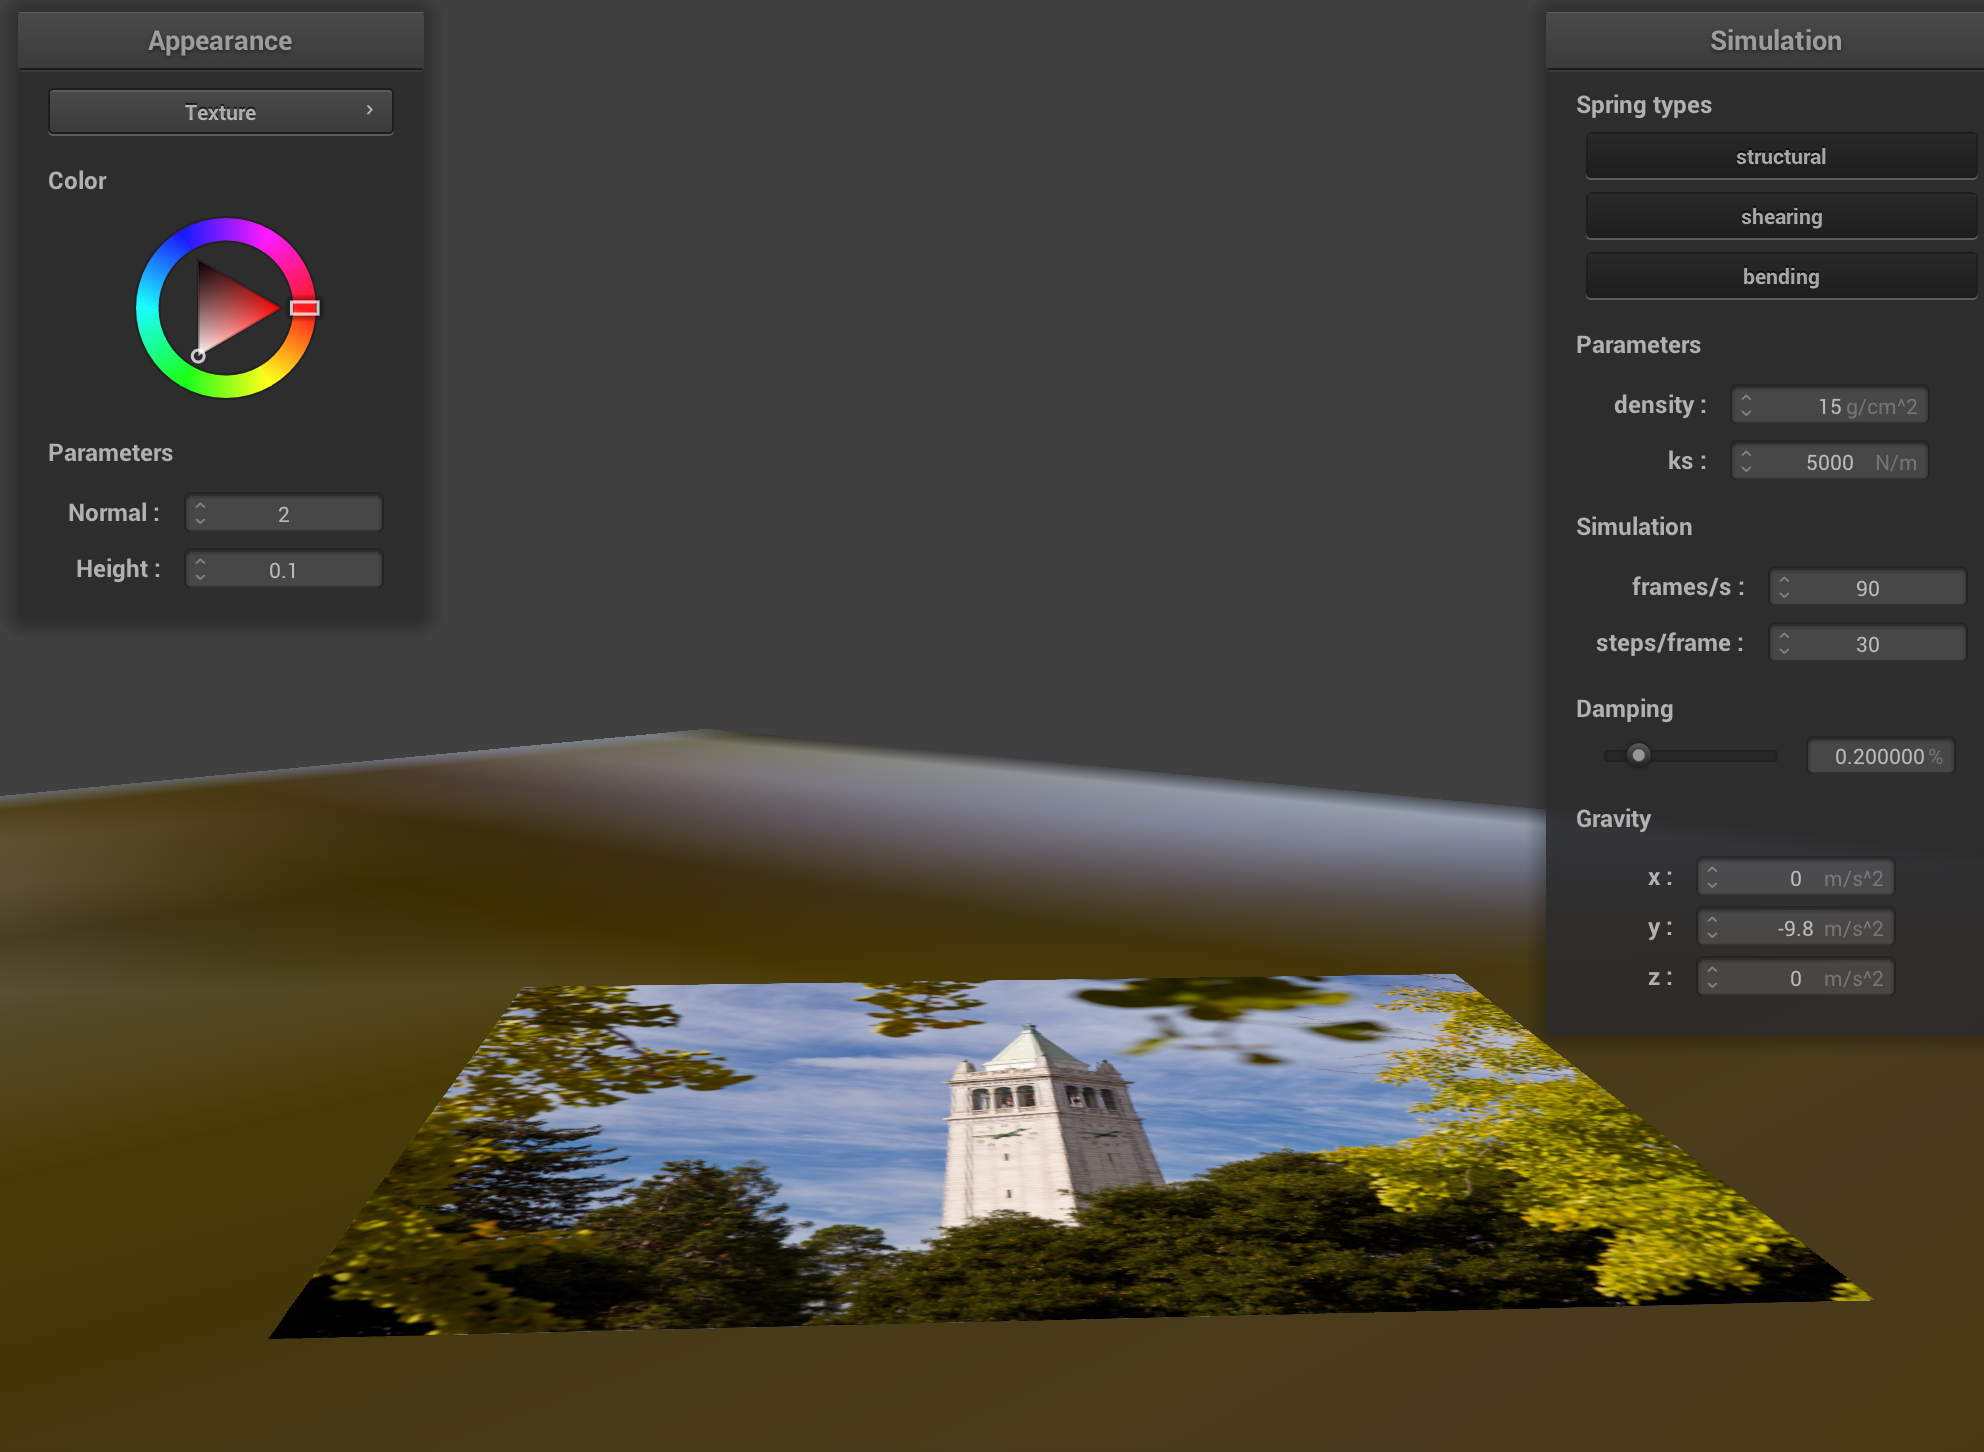 Appearance
Texture
Color
Parameters
Normal : 2
Height : 0.1
Simulation
Spring types
structural
shearing
bending
Parameters
density : 15 g/cm^2
ks : 5000 N/m
Simulation
frames/s : 90
steps/frame : 30
Damping
0.200000 %
Gravity
x : 0 m/s^2
y : -9.8 m/s^2
z : 0 m/s^2